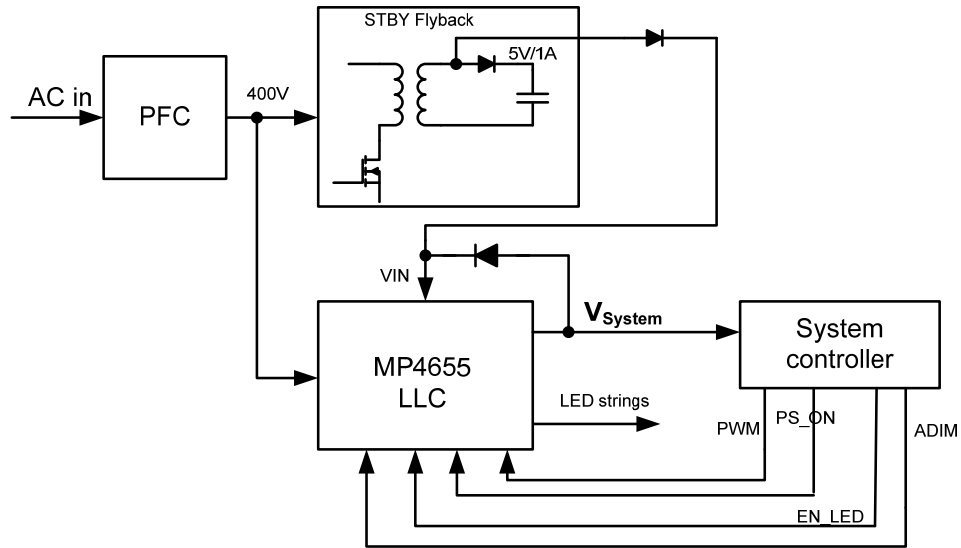 STBY Flyback
5V/1A
AC in
PFC
400V
VIN
VSystem
MP4655
LLC
LED strings
System
controller
PWM
PS_ON
ADIM
EN_LED